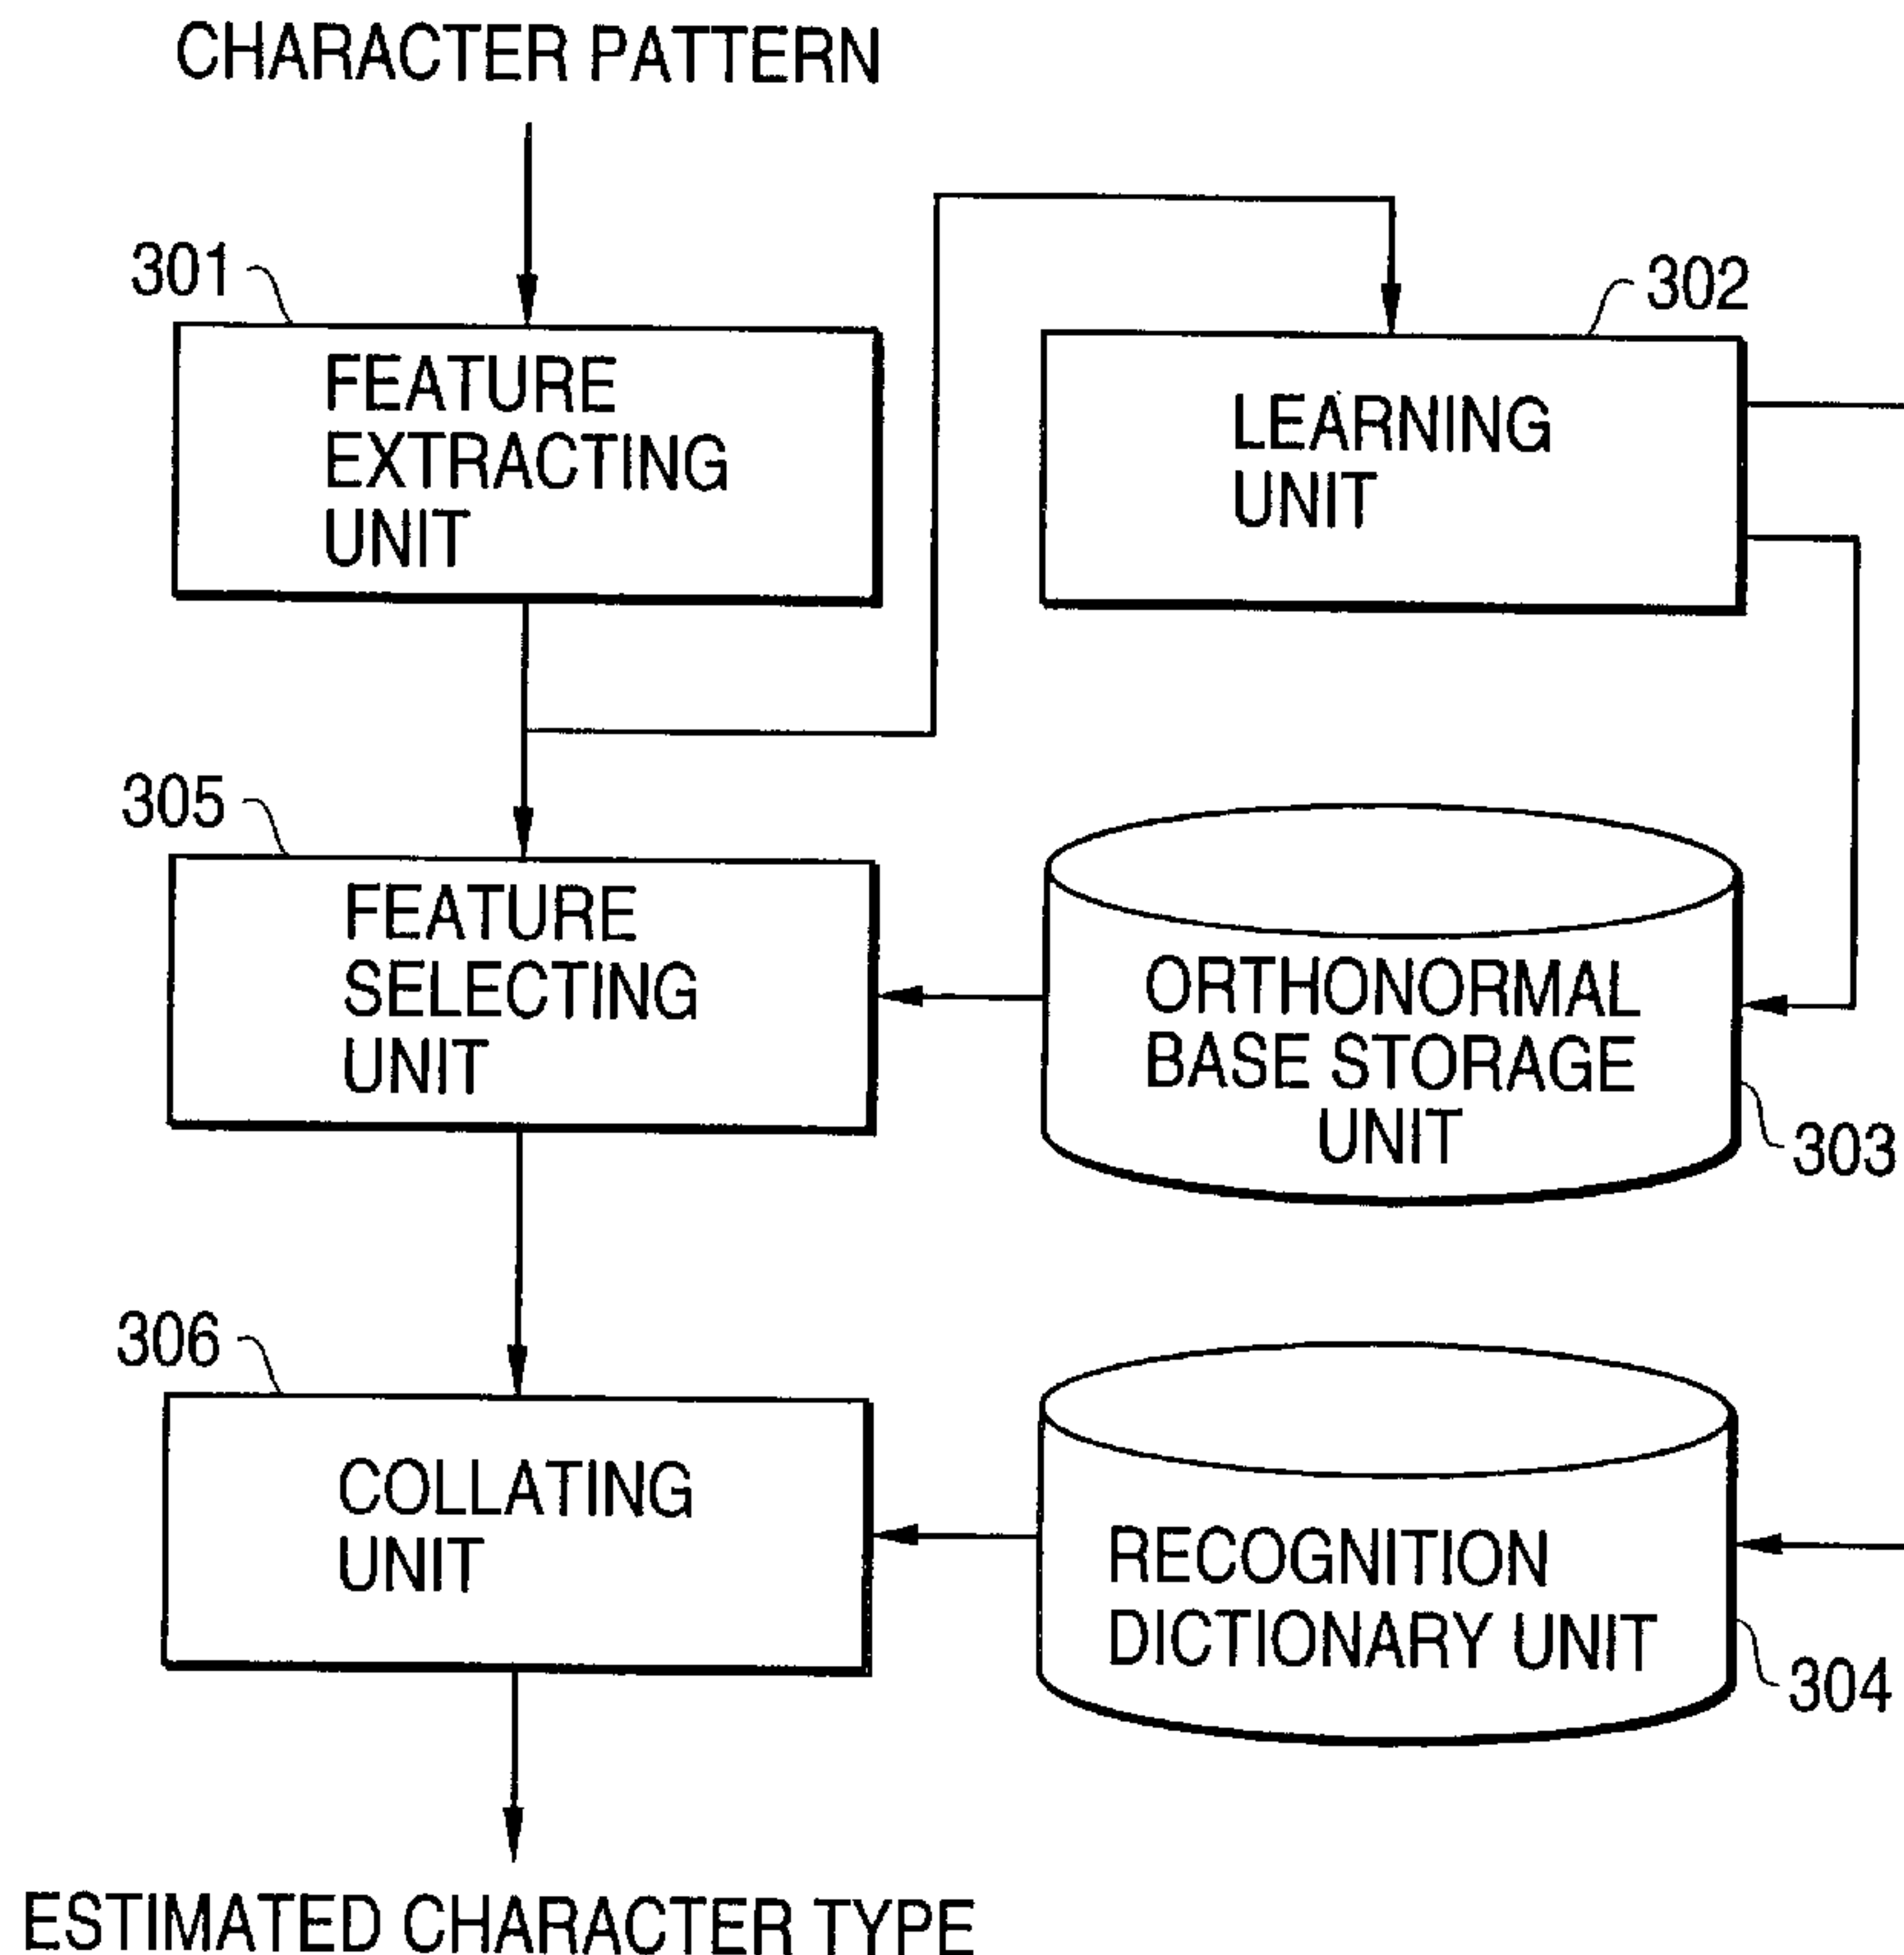 CHARACTER PATTERN
301
FEATURE
EXTRACTING
UNIT
302
LEARNING
UNIT
305
FEATURE
SELECTING
UNIT
ORTHONORMAL
BASE STORAGE
UNIT
303
306
COLLATING
UNIT
RECOGNITION
DICTIONARY UNIT
304
ESTIMATED CHARACTER TYPE